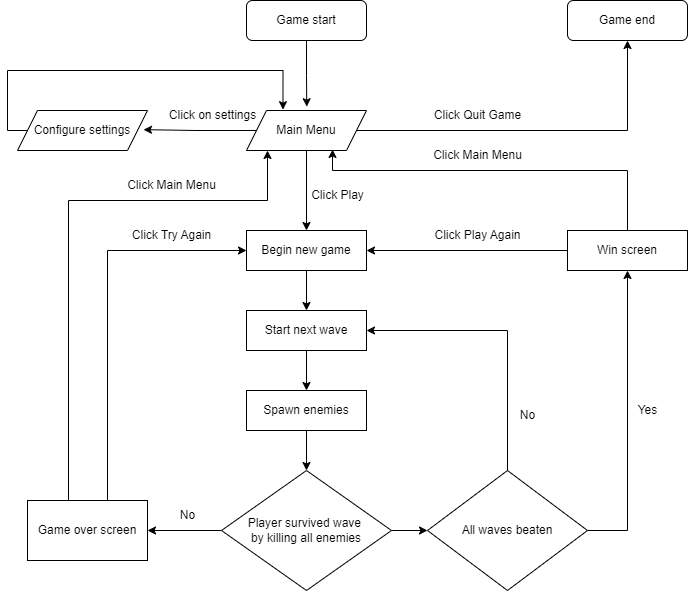 Game start
Game end
Click on settings
Click Quit Game
Configure settings
Main Menu
Click Main Menu
Click Main Menu
Click Play
Click Try Again
Click Play Again
Begin new game
Win screen
Start next wave
Spawn enemies
No
Yes
No
Game over screen
Player survived wave
by killing all enemies
All waves beaten